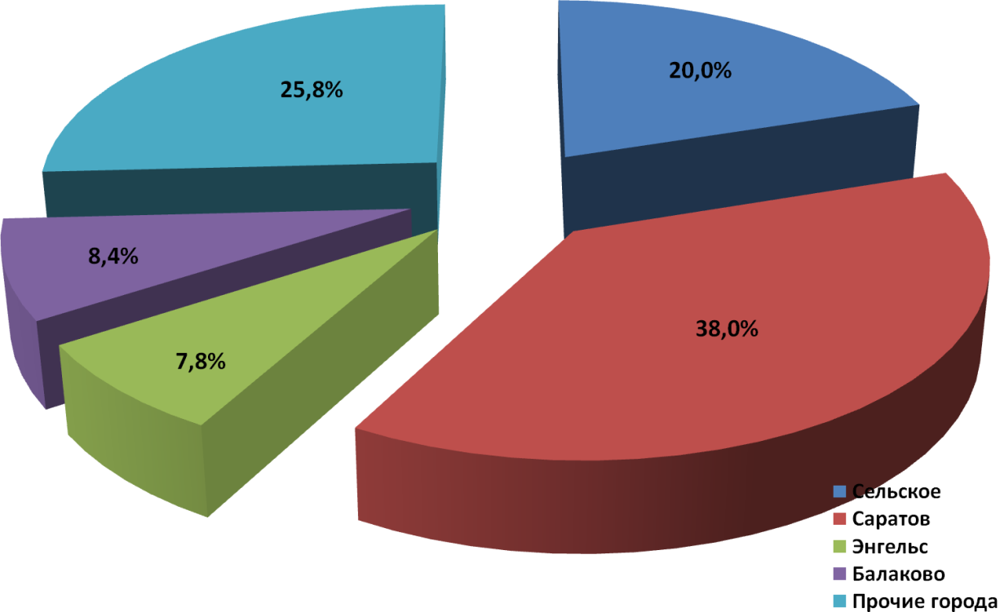 25,8%
20,0%
8,4%
7,8%
38,0%
Сельское
Саратов
Энгельс
Балаково
Прочие города